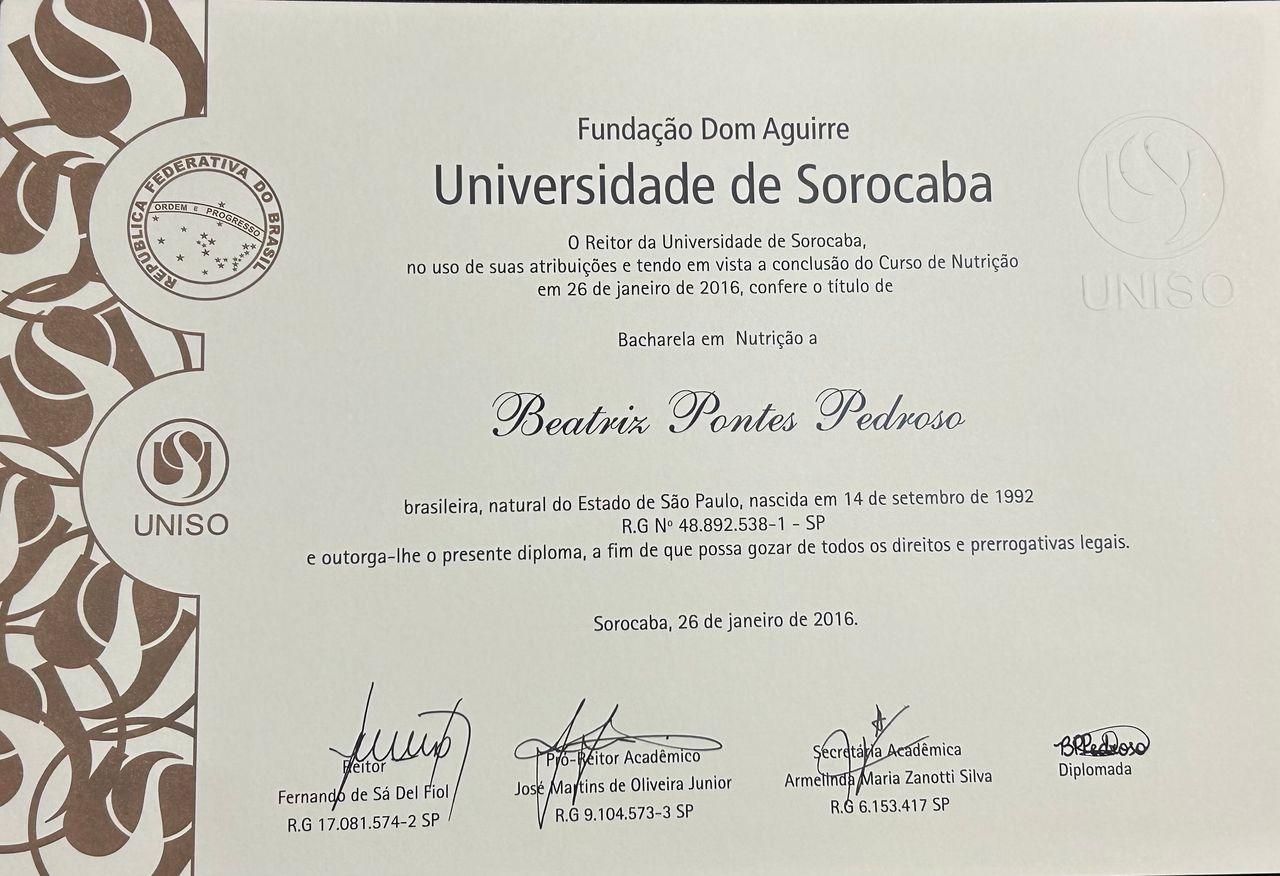 REPUBLICA FEDERATIVA DO BRASIL
ORDEM E PROGRESSO
UNISO
UNISO
Fundação Dom Aguirre
Universidade de Sorocaba
O Reitor da Universidade de Sorocaba,
no uso de suas atribuições e tendo em vista a conclusão do Curso de Nutrição
em 26 de janeiro de 2016, confere o título de
Bacharela em Nutrição a
Beatriz Pontes Pedroso
brasileira, natural do Estado de São Paulo, nascida em 14 de setembro de 1992
R.G Nº 48.892.538-1 - SP
e outorga-lhe o presente diploma, a fim de que possa gozar de todos os direitos e prerrogativas legais.
Sorocaba, 26 de janeiro de 2016.
Reitor
Fernando de Sá Del Fiol
R.G 17.081.574-2 SP
Pró-Reitor Acadêmico
José Martins de Oliveira Junior
R.G 9.104.573-3 SP
Secretária Acadêmica
Armelinda Maria Zanotti Silva
R.G 6.153.417 SP
BPPedroso
Diplomada